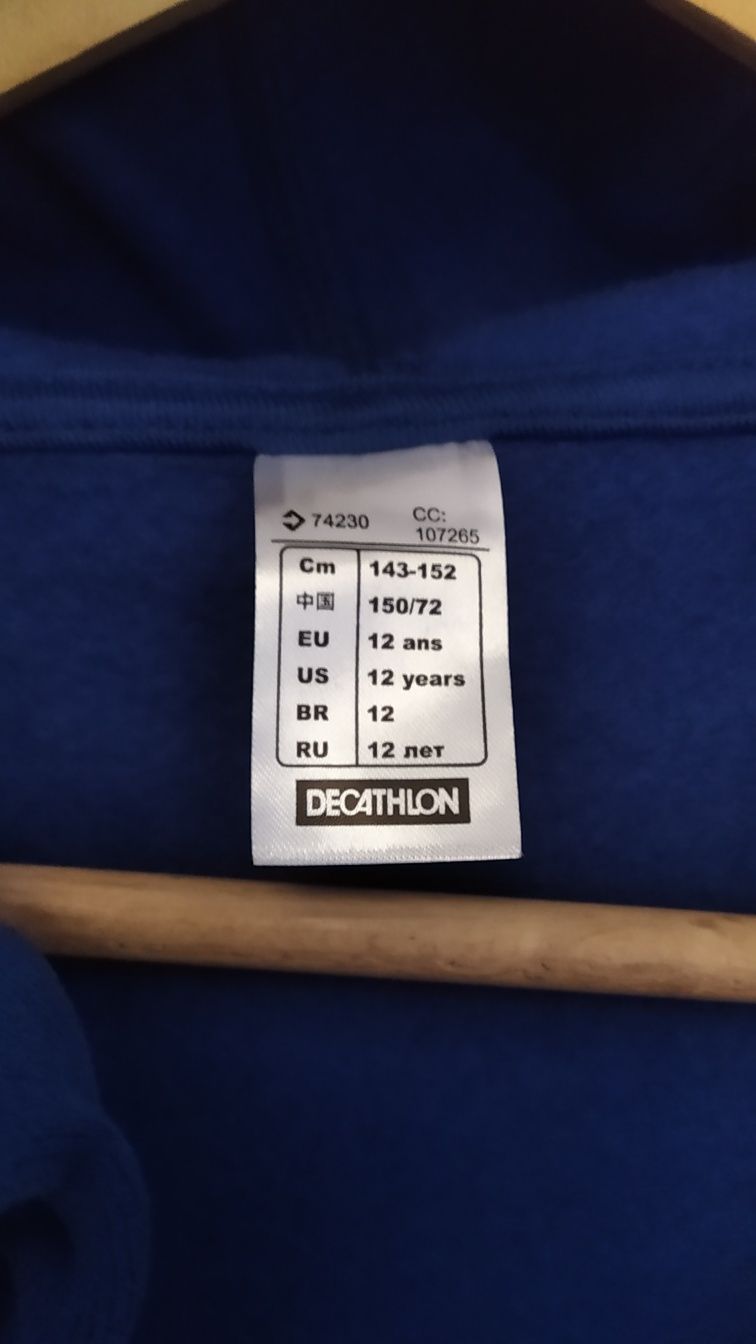 74230 CC:
107265
Cm 143-152
中国 150/72
EU 12 ans
US 12 years
BR 12
RU 12 лет
DECATHLON